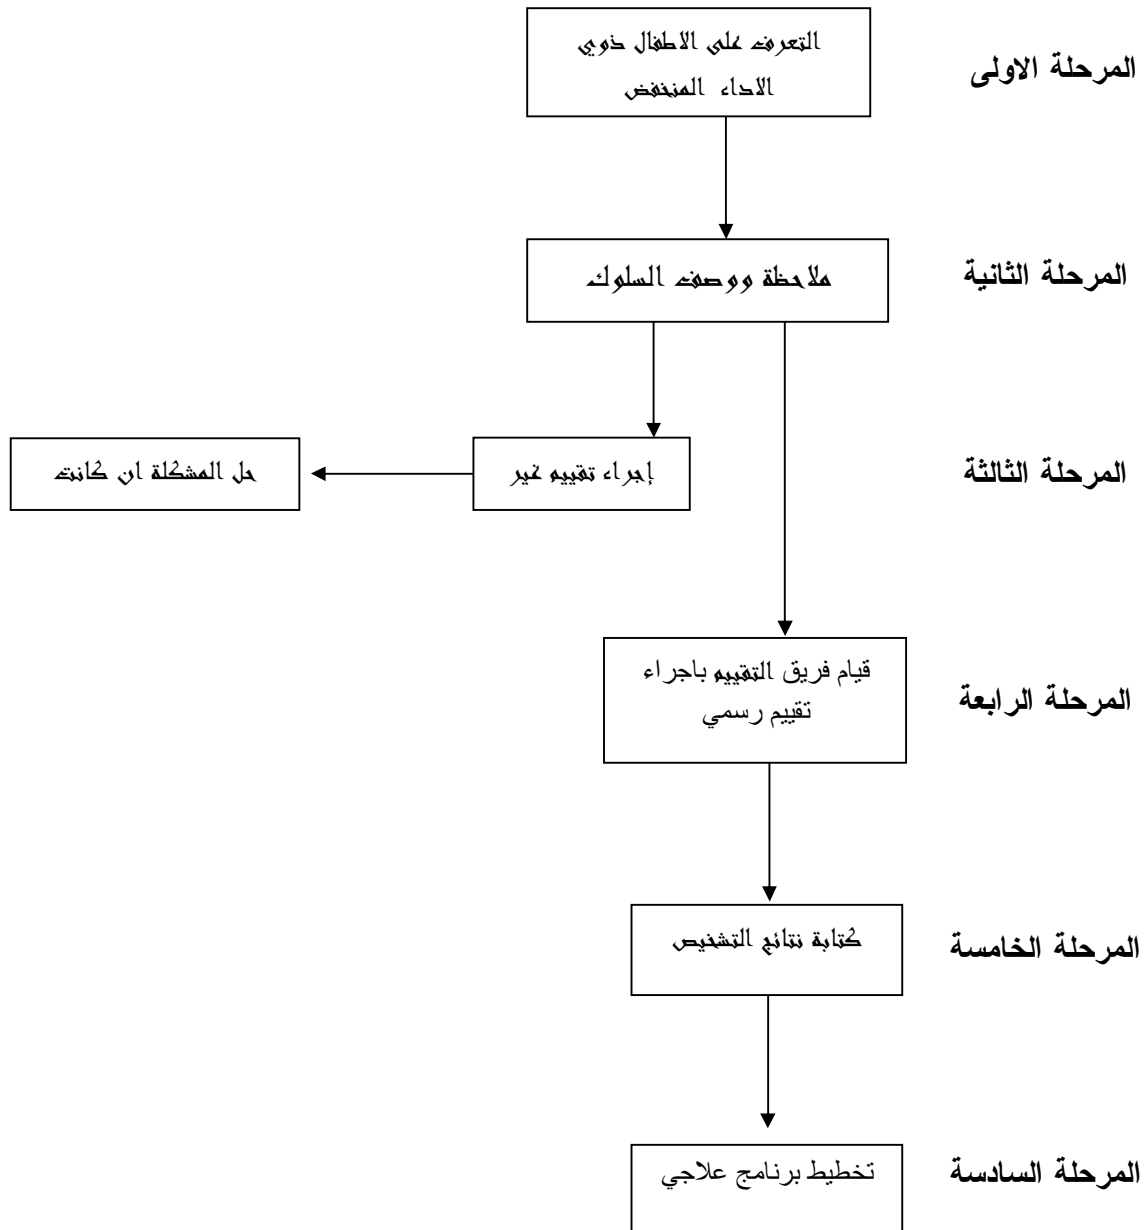 المرحلة الاولى
التعرف على الاطفال ذوي
الاداء المنخفض
المرحلة الثانية
ملاحظة ووصف السلوك
المرحلة الثالثة
إجراء تقييم غير
حل المشكلة ان كانت
المرحلة الرابعة
قيام فريق التقييم باجراء
تقييم رسمي
المرحلة الخامسة
كتابة نتائج التشخيص
المرحلة السادسة
تخطيط برنامج علاجي